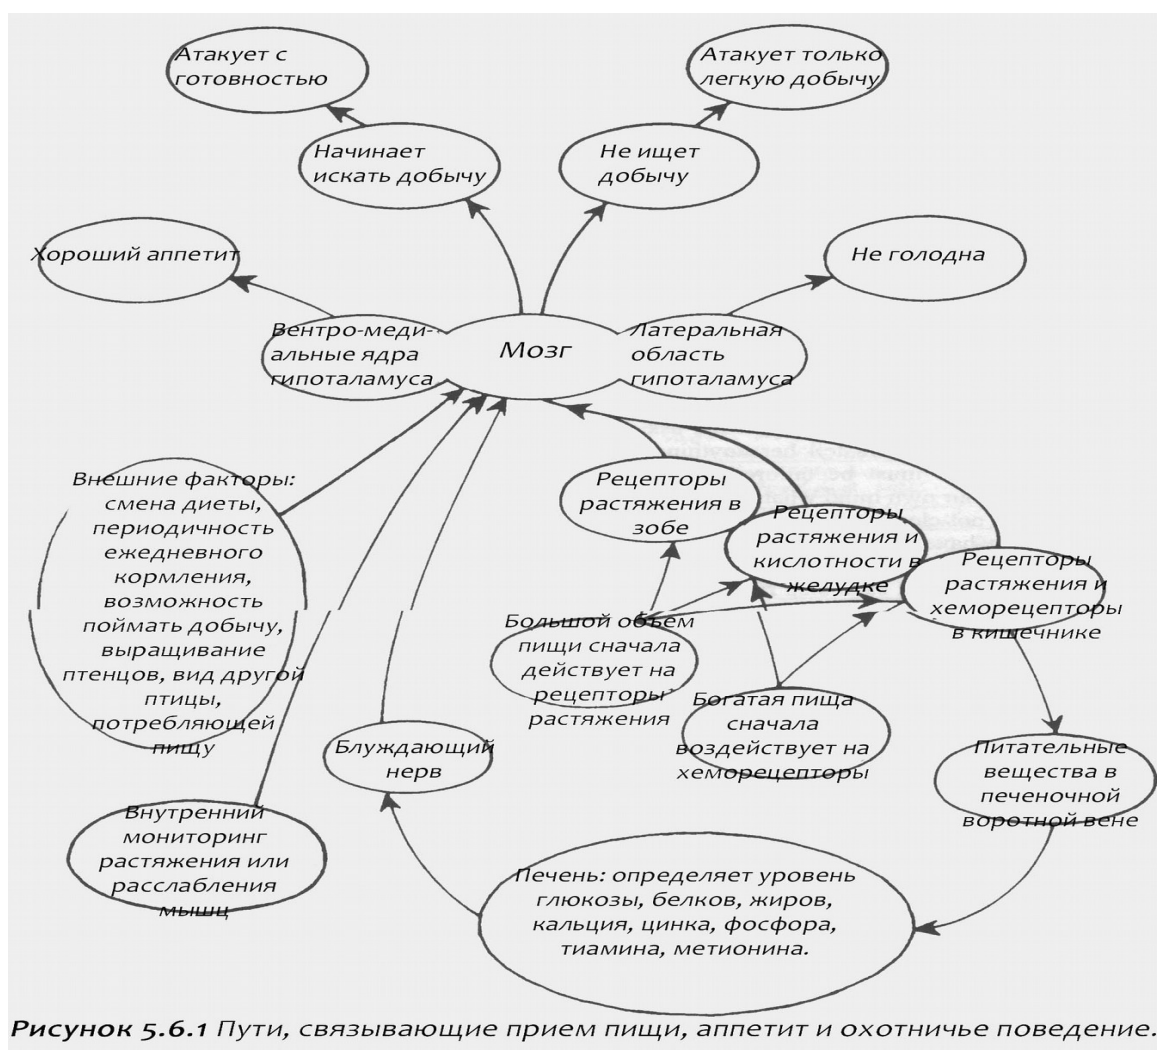 Атакует с
готовностью
Атакует только
легкую добычу
Начинает
искать добычу
Не ищет
добычу
Хороший аппетит
Не голодна
Вентро-меди-
альные ядра
гипоталамуса
Мозг
Латеральная
область
гипоталамуса
Внешние факторы:
смена диеты,
периодичность
ежедневного
кормления,
возможность
поймать добычу,
выращивание
птенцов, вид другой
птицы,
потребляющей
пищу
Рецепторы
растяжения в
зобе
Рецепторы
растяжения и
кислотности в
желудке
Рецепторы
растяжения и
хеморецепторы
в кишечнике
Большой объем
пищи сначала
действует на
рецепторы
растяжения
Богатая пища
сначала
воздействует на
хеморецепторы
Блуждающий
нерв
Питательные
вещества в
печеночной
воротной вене
Внутренний
мониторинг
растяжения или
расслабления
мышц
Печень: определяет уровень
глюкозы, белков, жиров,
кальция, цинка, фосфора,
тиамина, метионина.
Рисунок 5.6.1 Пути, связывающие прием пищи, аппетит и охотничье поведение.